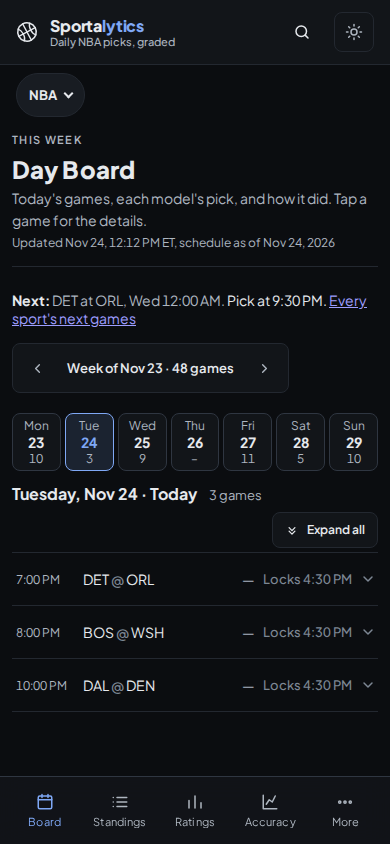 Sportalytics
Daily NBA picks, graded
NBA
THIS WEEK
Day Board
Today's games, each model's pick, and how it did. Tap a
game for the details.
Updated Nov 24, 12:12 PM ET, schedule as of Nov 24, 2026
Next: DET at ORL, Wed 12:00 AM. Pick at 9:30 PM. Every
sport's next games
Week of Nov 23 · 48 games
Mon Tue Wed Thu Fri Sat Sun
23 24 25 26 27 28 29
10 3 9 – 11 5 10
Tuesday, Nov 24 · Today 3 games
Expand all
7:00 PM DET @ ORL — Locks 4:30 PM
8:00 PM BOS @ WSH — Locks 4:30 PM
10:00 PM DAL @ DEN — Locks 4:30 PM
Board Standings Ratings Accuracy More